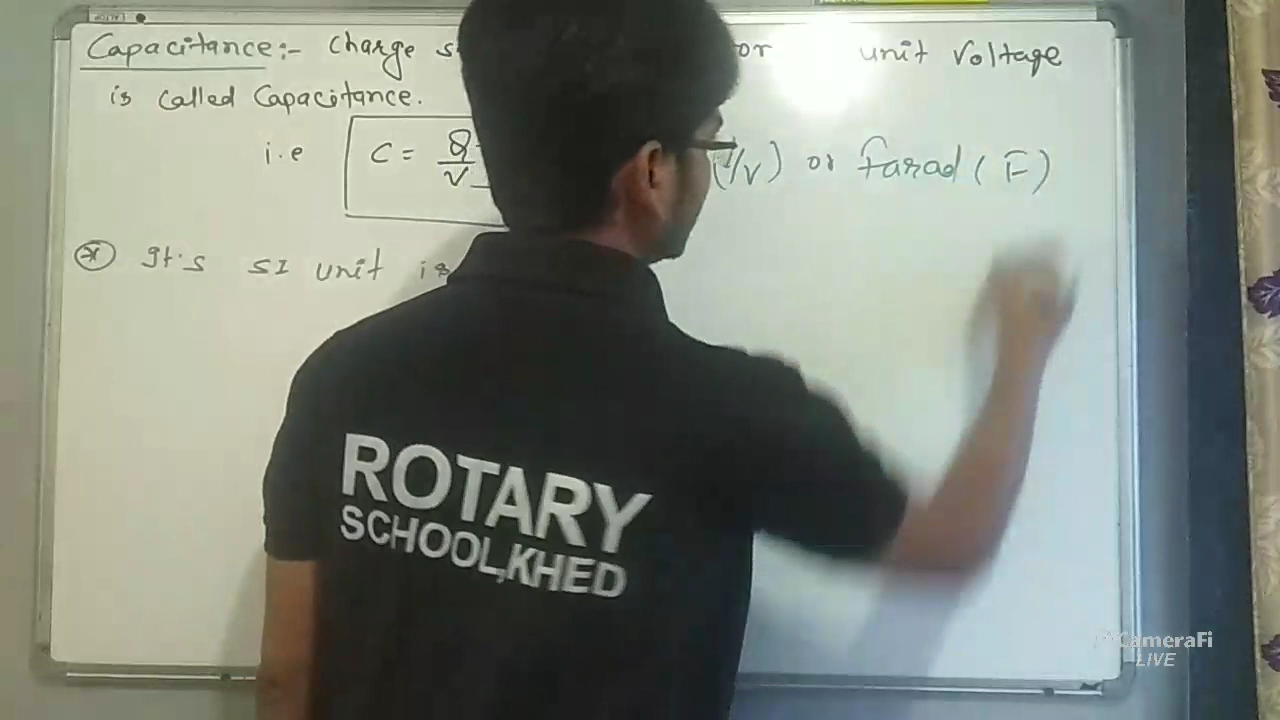 Capacitance:- Charge or unit voltage
is called Capacitance.
i.e C = Q/V /V) or farad (F)
* It's SI unit is
ROTARY
SCHOOL,KHED
CameraFi
LIVE